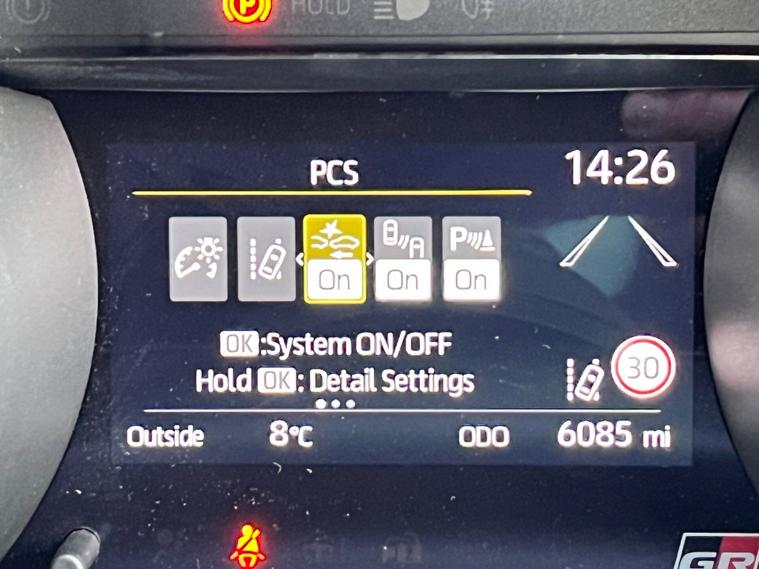 P
HOLD
PCS
14:26
On
On
P
On
OK:System ON/OFF
Hold OK: Detail Settings
30
Outside 8°C ODO 6085 mi
GR